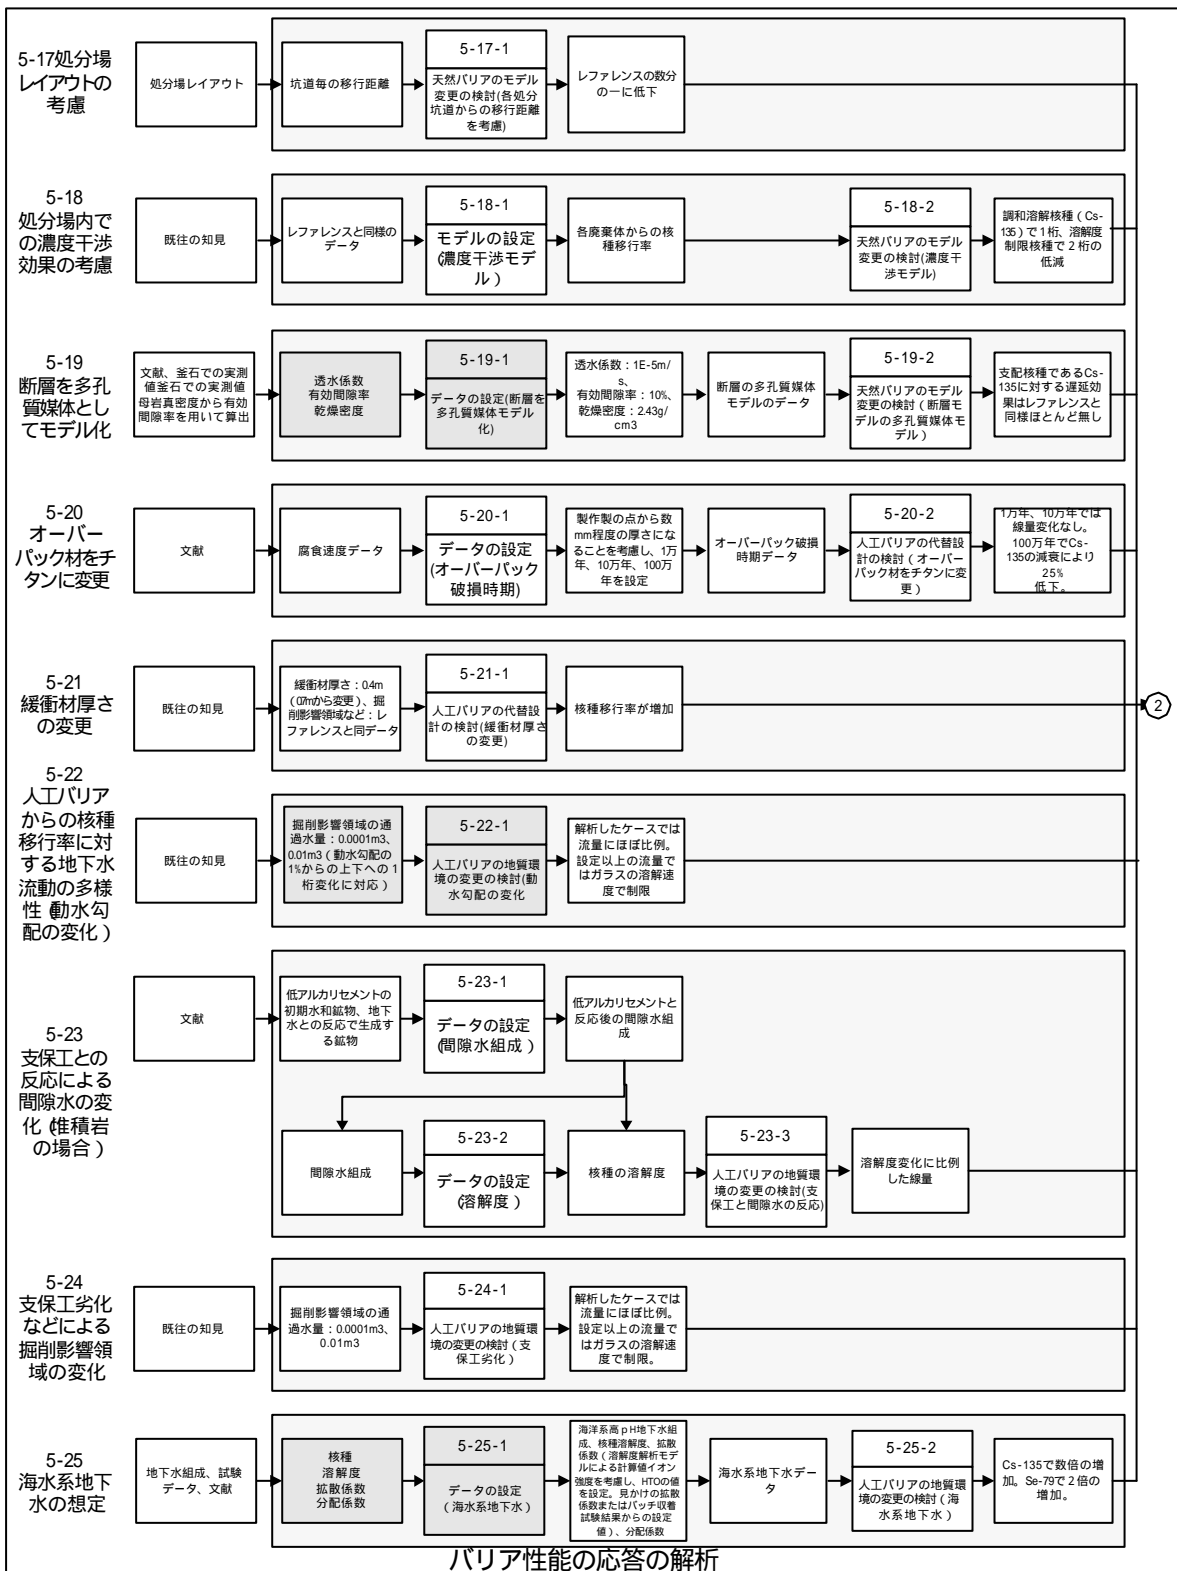 5-17処分場
レイアウトの
考慮
処分場レイアウト
坑道毎の移行距離
5-17-1
天然バリアのモデル
変更の検討(各処分
坑道からの移行距離
を考慮)
レファレンスの数分
の一に低下
5-18
処分場内で
の濃度干渉
効果の考慮
既往の知見
レファレンスと同様の
データ
5-18-1
モデルの設定
(濃度干渉モデ
ル)
各廃棄体からの核
種移行率
5-18-2
天然バリアのモデル
変更の検討(濃度干
渉モデル)
調和溶解核種(Cs-
135)で1桁、溶解度
制限核種で2桁の
低減
5-19
断層を多孔
質媒体とし
てモデル化
文献、釜石での実測
値釜石での実測値
母岩真密度から有効
間隙率を用いて算出
透水係数
有効間隙率
乾燥密度
5-19-1
データの設定(断層を
多孔質媒体モデル
化)
透水係数:1E-5m/
s、
有効間隙率:10%、
乾燥密度:2.43g/
cm3
断層の多孔質媒体
モデルのデータ
5-19-2
天然バリアのモデル
変更の検討(断層モ
デルの多孔質媒体モ
デル)
支配核種であるCs-
135に対する遅延効
果はレファレンスと
同様ほとんど無し
5-20
オーバー
パック材をチ
タンに変更
文献
腐食速度データ
5-20-1
データの設定
(オーバーパック
破損時期)
製作製の点から数
mm程度の厚さにな
ることを考慮し、1万
年、10万年、100万
年を設定
オーバーパック破損
時期データ
5-20-2
人工バリアの代替設
計の検討(オーバー
パック材をチタンに変
更)
1万年、10万年では
線量変化なし。
100万年でCs-
135の減衰により
25%
低下。
5-21
緩衝材厚さ
の変更
既往の知見
緩衝材厚さ:0.4m
(0.7mから変更)、掘
削影響領域など:レ
ファレンスと同データ
5-21-1
人工バリアの代替設
計の検討(緩衝材厚さ
の変更)
核種移行率が増加
2
5-22
人工バリア
からの核種
移行率に対
する地下水
流動の多様
性(動水勾
配の変化)
既往の知見
掘削影響領域の通
過水量:0.0001m3、
0.01m3(動水勾配の
1%からの上下への1
桁変化に対応)
5-22-1
人工バリアの地質環
境の変更の検討(動
水勾配の変化
解析したケースでは
流量にほぼ比例。
設定以上の流量で
はガラスの溶解速
度で制限
5-23
支保工との
反応による
間隙水の変
化(堆積岩
の場合)
文献
低アルカリセメントの
初期水和鉱物、地下
水との反応で生成す
る鉱物
5-23-1
データの設定
(間隙水組成)
低アルカリセメントと
反応後の間隙水組
成
間隙水組成
5-23-2
データの設定
(溶解度)
核種の溶解度
5-23-3
人工バリアの地質環
境の変更の検討(支
保工と間隙水の反応)
溶解度変化に比例
した線量
5-24
支保工劣化
などによる
掘削影響領
域の変化
既往の知見
掘削影響領域の通
過水量:0.0001m3、
0.01m3
5-24-1
人工バリアの地質環
境の変更の検討(支
保工劣化)
解析したケースでは
流量にほぼ比例。
設定以上の流量で
はガラスの溶解速
度で制限。
5-25
海水系地下
水の想定
地下水組成、試験
データ、文献
核種
溶解度
拡散係数
分配係数
5-25-1
データの設定
(海水系地下水)
海洋系高pH地下水組
成、核種溶解度、拡散
係数(溶解度解析モデ
ルによる計算値イオン
強度を考慮し、HTOの値
を設定。見かけの拡散
係数またはバッチ収着
試験結果からの設定
値)、分配係数
海水系地下水デー
タ
5-25-2
人工バリアの地質環
境の変更の検討(海
水系地下水)
Cs-135で数倍の増
加。Se-79で2倍の
増加。
バリア性能の応答の解析